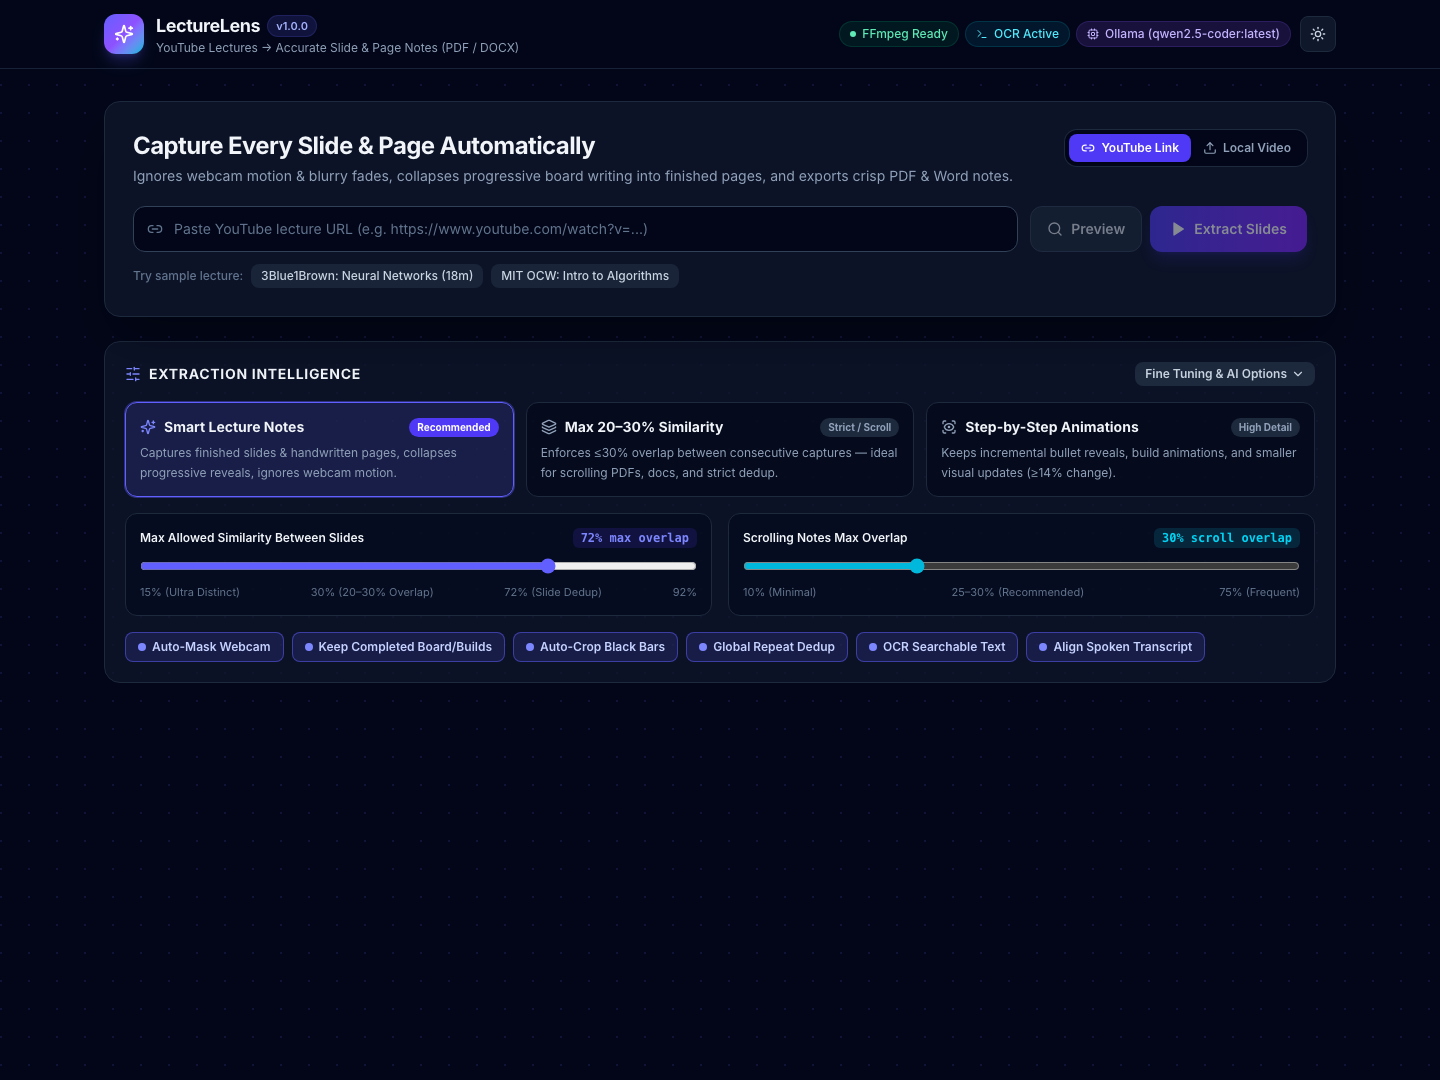 LectureLens v1.0.0
YouTube Lectures → Accurate Slide & Page Notes (PDF / DOCX)
FFmpeg Ready
OCR Active
Ollama (qwen2.5-coder:latest)
Capture Every Slide & Page Automatically
Ignores webcam motion & blurry fades, collapses progressive board writing into finished pages, and exports crisp PDF & Word notes.
YouTube Link
Local Video
Paste YouTube lecture URL (e.g. https://www.youtube.com/watch?v=...)
Preview
Extract Slides
Try sample lecture:
3Blue1Brown: Neural Networks (18m)
MIT OCW: Intro to Algorithms
EXTRACTION INTELLIGENCE
Fine Tuning & AI Options
Smart Lecture Notes
Recommended
Captures finished slides & handwritten pages, collapses
progressive reveals, ignores webcam motion.
Max 20–30% Similarity
Strict / Scroll
Enforces ≤30% overlap between consecutive captures — ideal
for scrolling PDFs, docs, and strict dedup.
Step-by-Step Animations
High Detail
Keeps incremental bullet reveals, build animations, and smaller
visual updates (≥14% change).
Max Allowed Similarity Between Slides
72% max overlap
15% (Ultra Distinct)
30% (20–30% Overlap)
72% (Slide Dedup)
92%
Scrolling Notes Max Overlap
30% scroll overlap
10% (Minimal)
25–30% (Recommended)
75% (Frequent)
Auto-Mask Webcam
Keep Completed Board/Builds
Auto-Crop Black Bars
Global Repeat Dedup
OCR Searchable Text
Align Spoken Transcript